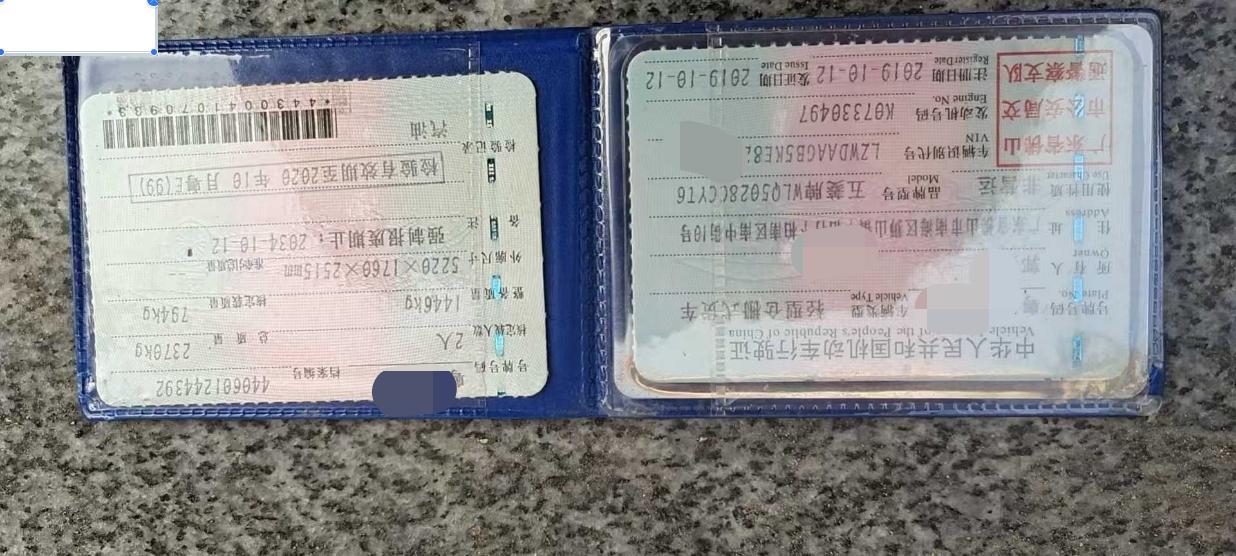 中华人民共和国机动车行驶证
Vehicle License of the People's Republic of China
号牌号码
Plate No.
粤
车辆类型
Vehicle Type
轻型仓栅式货车
所有人
Owner
郭
住址
Address
使用性质
Use Character
非营运
品牌型号
Model
五菱牌WLQ5028CCYT6
车辆识别代号
VIN
LZWDAAGB5KE8
发动机号码
Engine No.
K07330497
注册日期
Register Date
2019-10-12
发证日期
Issue Date
2019-10-12
广东省佛山
市公安局交
通警察支队
号牌号码
粤
档案编号
440601244392
核定载人数
2人
总质量
2370kg
整备质量
1446kg
核定载质量
794kg
外廓尺寸
5220×1760×2515mm
准牵引总质量
备注
强制报废期止:2034-10-12
检验有效期至2020年10月粤E(99)
检验记录
汽油